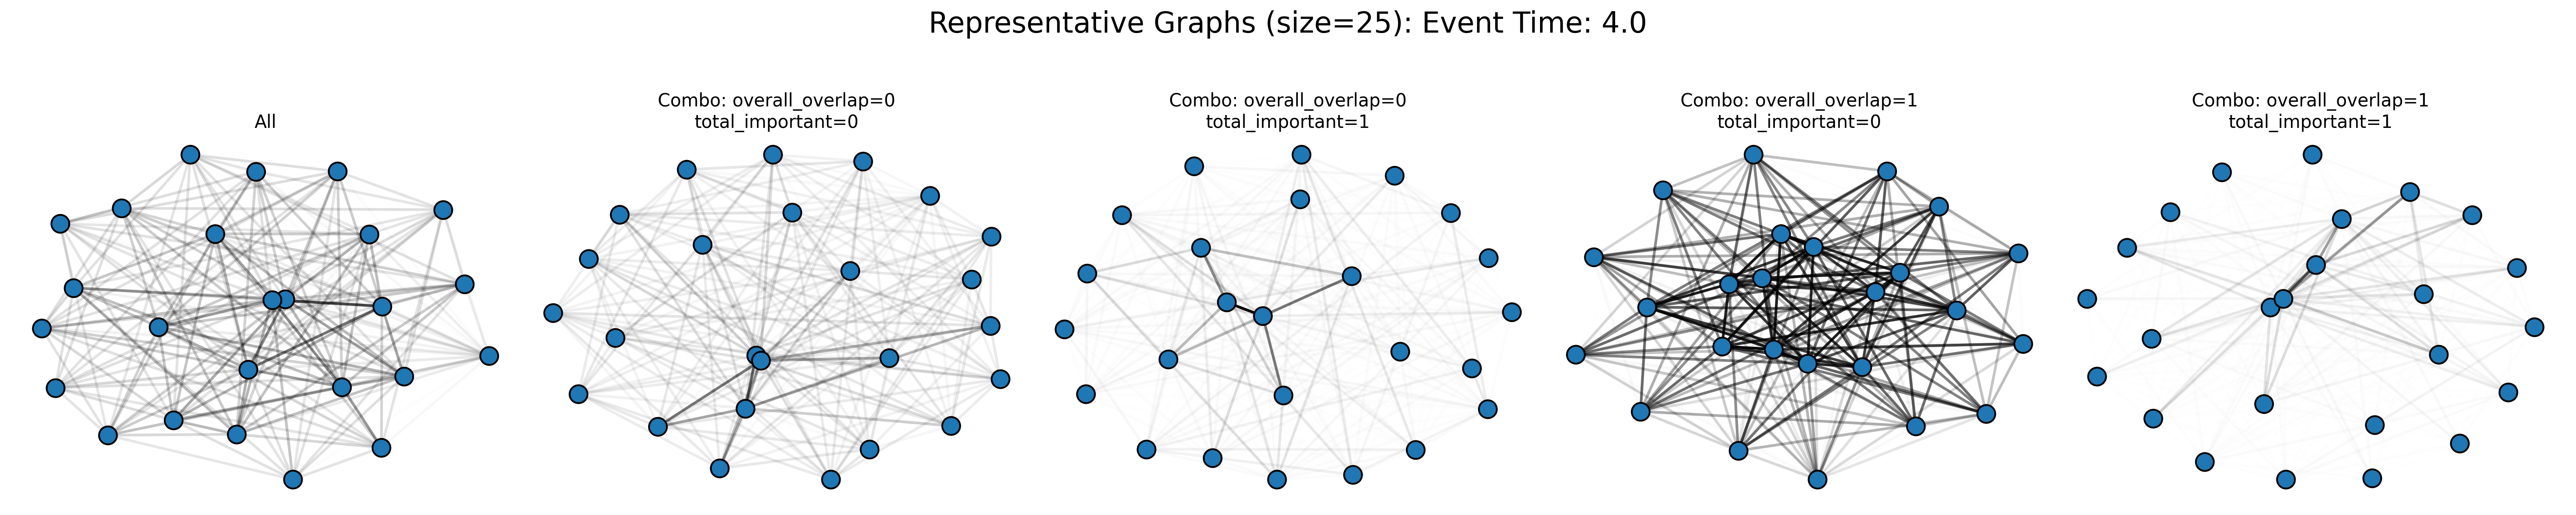 Representative Graphs (size=25): Event Time: 4.0
All
Combo: overall_overlap=0
total_important=0
Combo: overall_overlap=0
total_important=1
Combo: overall_overlap=1
total_important=0
Combo: overall_overlap=1
total_important=1